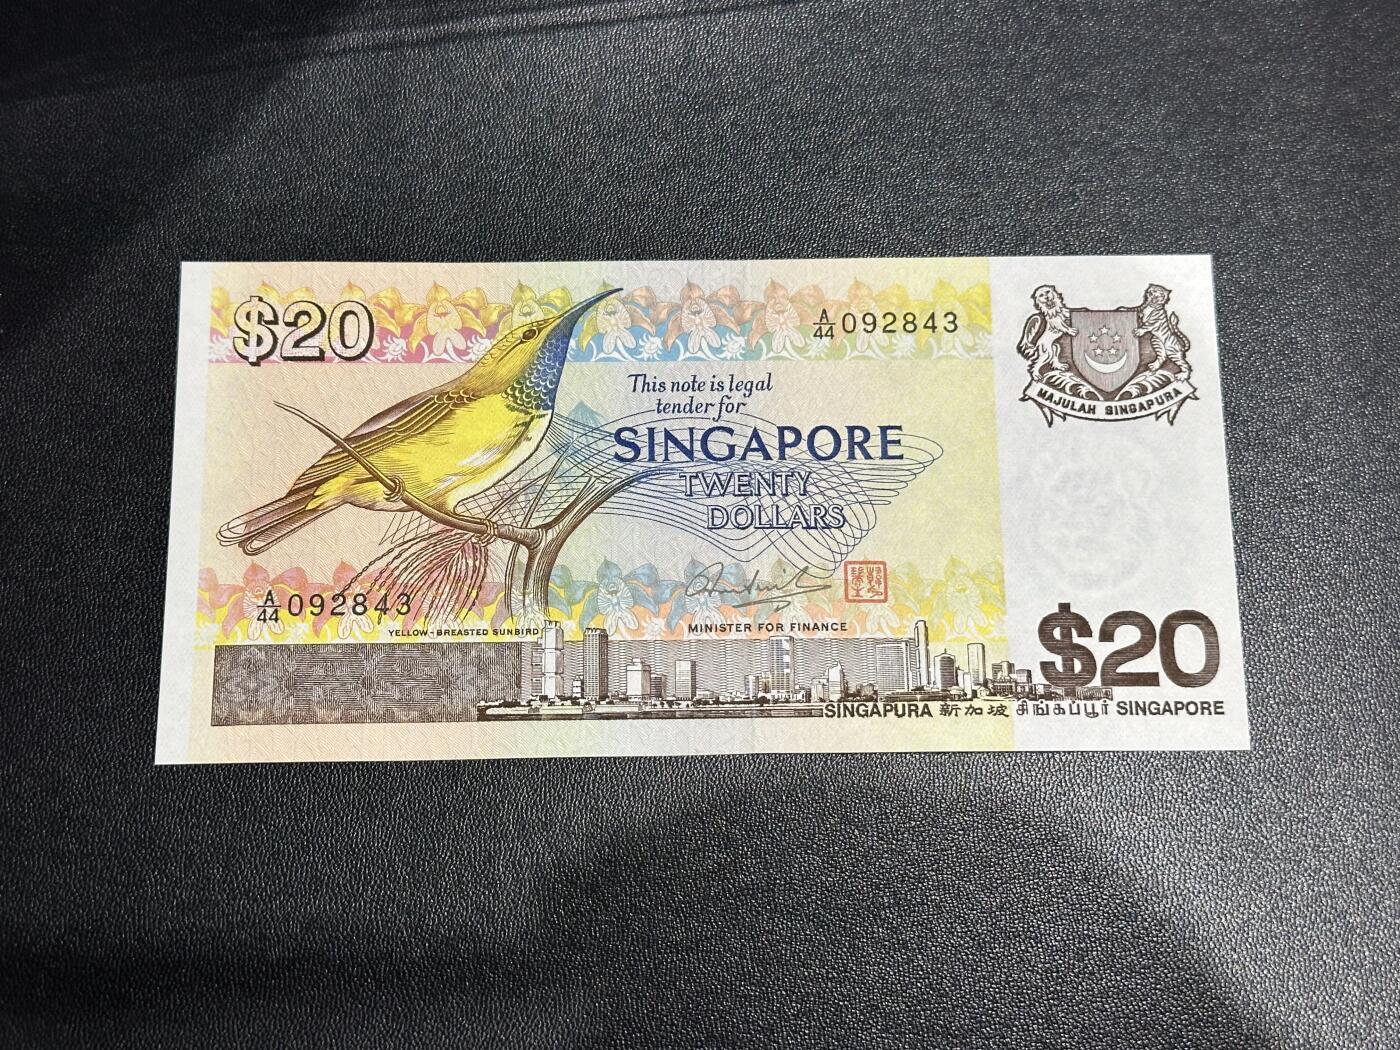 $20
A/44 092843
MAJULAH SINGAPURA
This note is legal
tender for
SINGAPORE
TWENTY
DOLLARS
A/44 092843
YELLOW-BREASTED SUNBIRD
MINISTER FOR FINANCE
$20
SINGAPURA 新加坡 சிங்கப்பூர் SINGAPORE